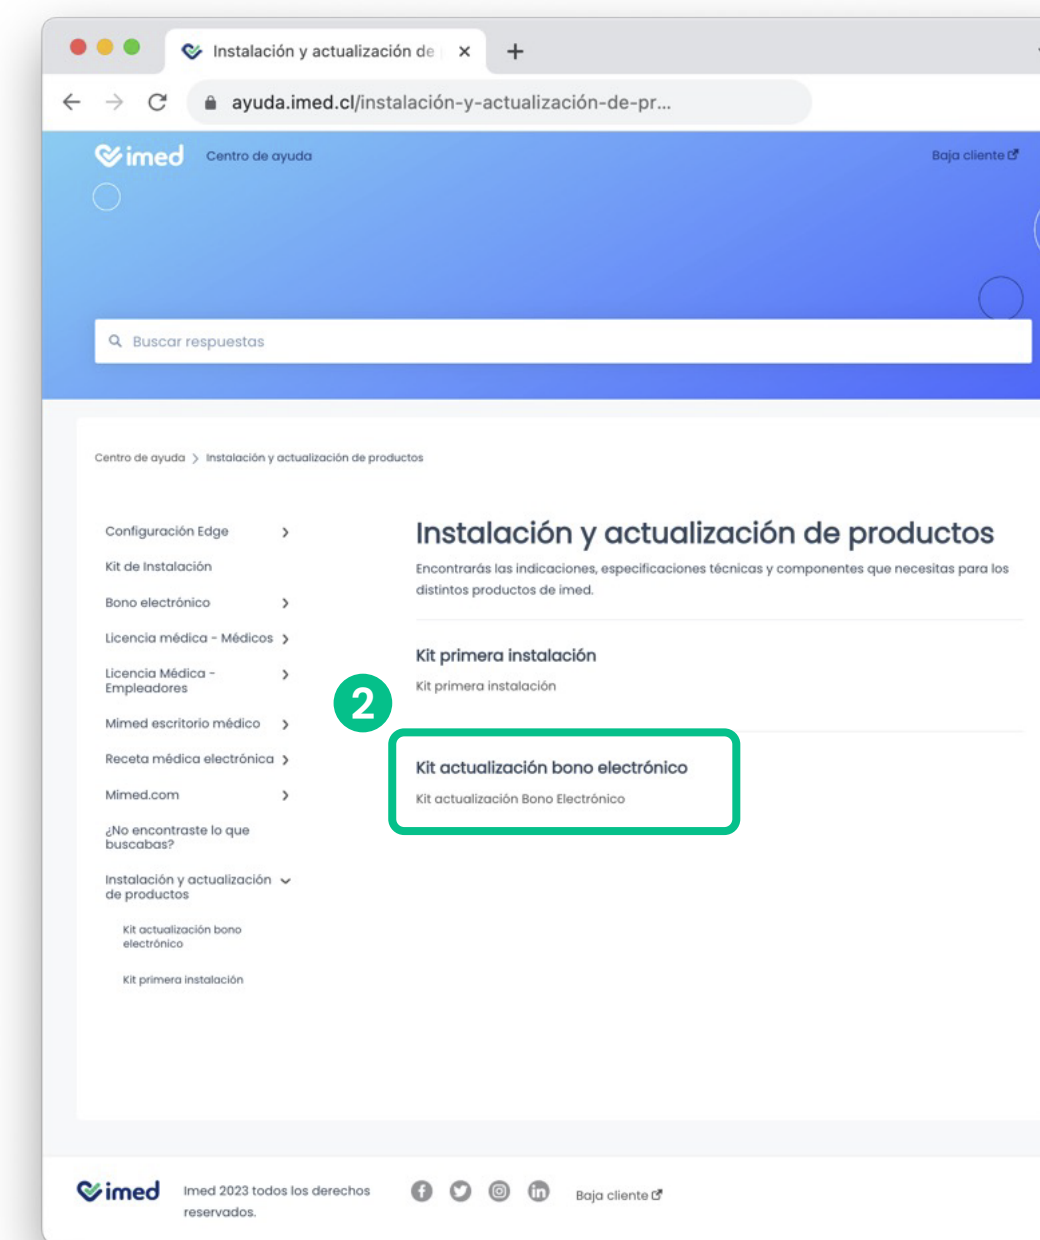 Instalación y actualización de
ayuda.imed.cl/instalación-y-actualización-de-pr...
imed
Centro de ayuda
Baja cliente
Buscar respuestas
Centro de ayuda > Instalación y actualización de productos
Configuración Edge
Kit de Instalación
Bono electrónico
Licencia médica - Médicos
Licencia Médica -
Empleadores
Mimed escritorio médico
Receta médica electrónica
Mimed.com
¿No encontraste lo que
buscabas?
Instalación y actualización
de productos
Kit actualización bono
electrónico
Kit primera instalación
Instalación y actualización de productos
Encontrarás las indicaciones, especificaciones técnicas y componentes que necesitas para los
distintos productos de imed.
Kit primera instalación
Kit primera instalación
2
Kit actualización bono electrónico
Kit actualización Bono Electrónico
imed
Imed 2023 todos los derechos
reservados.
Baja cliente